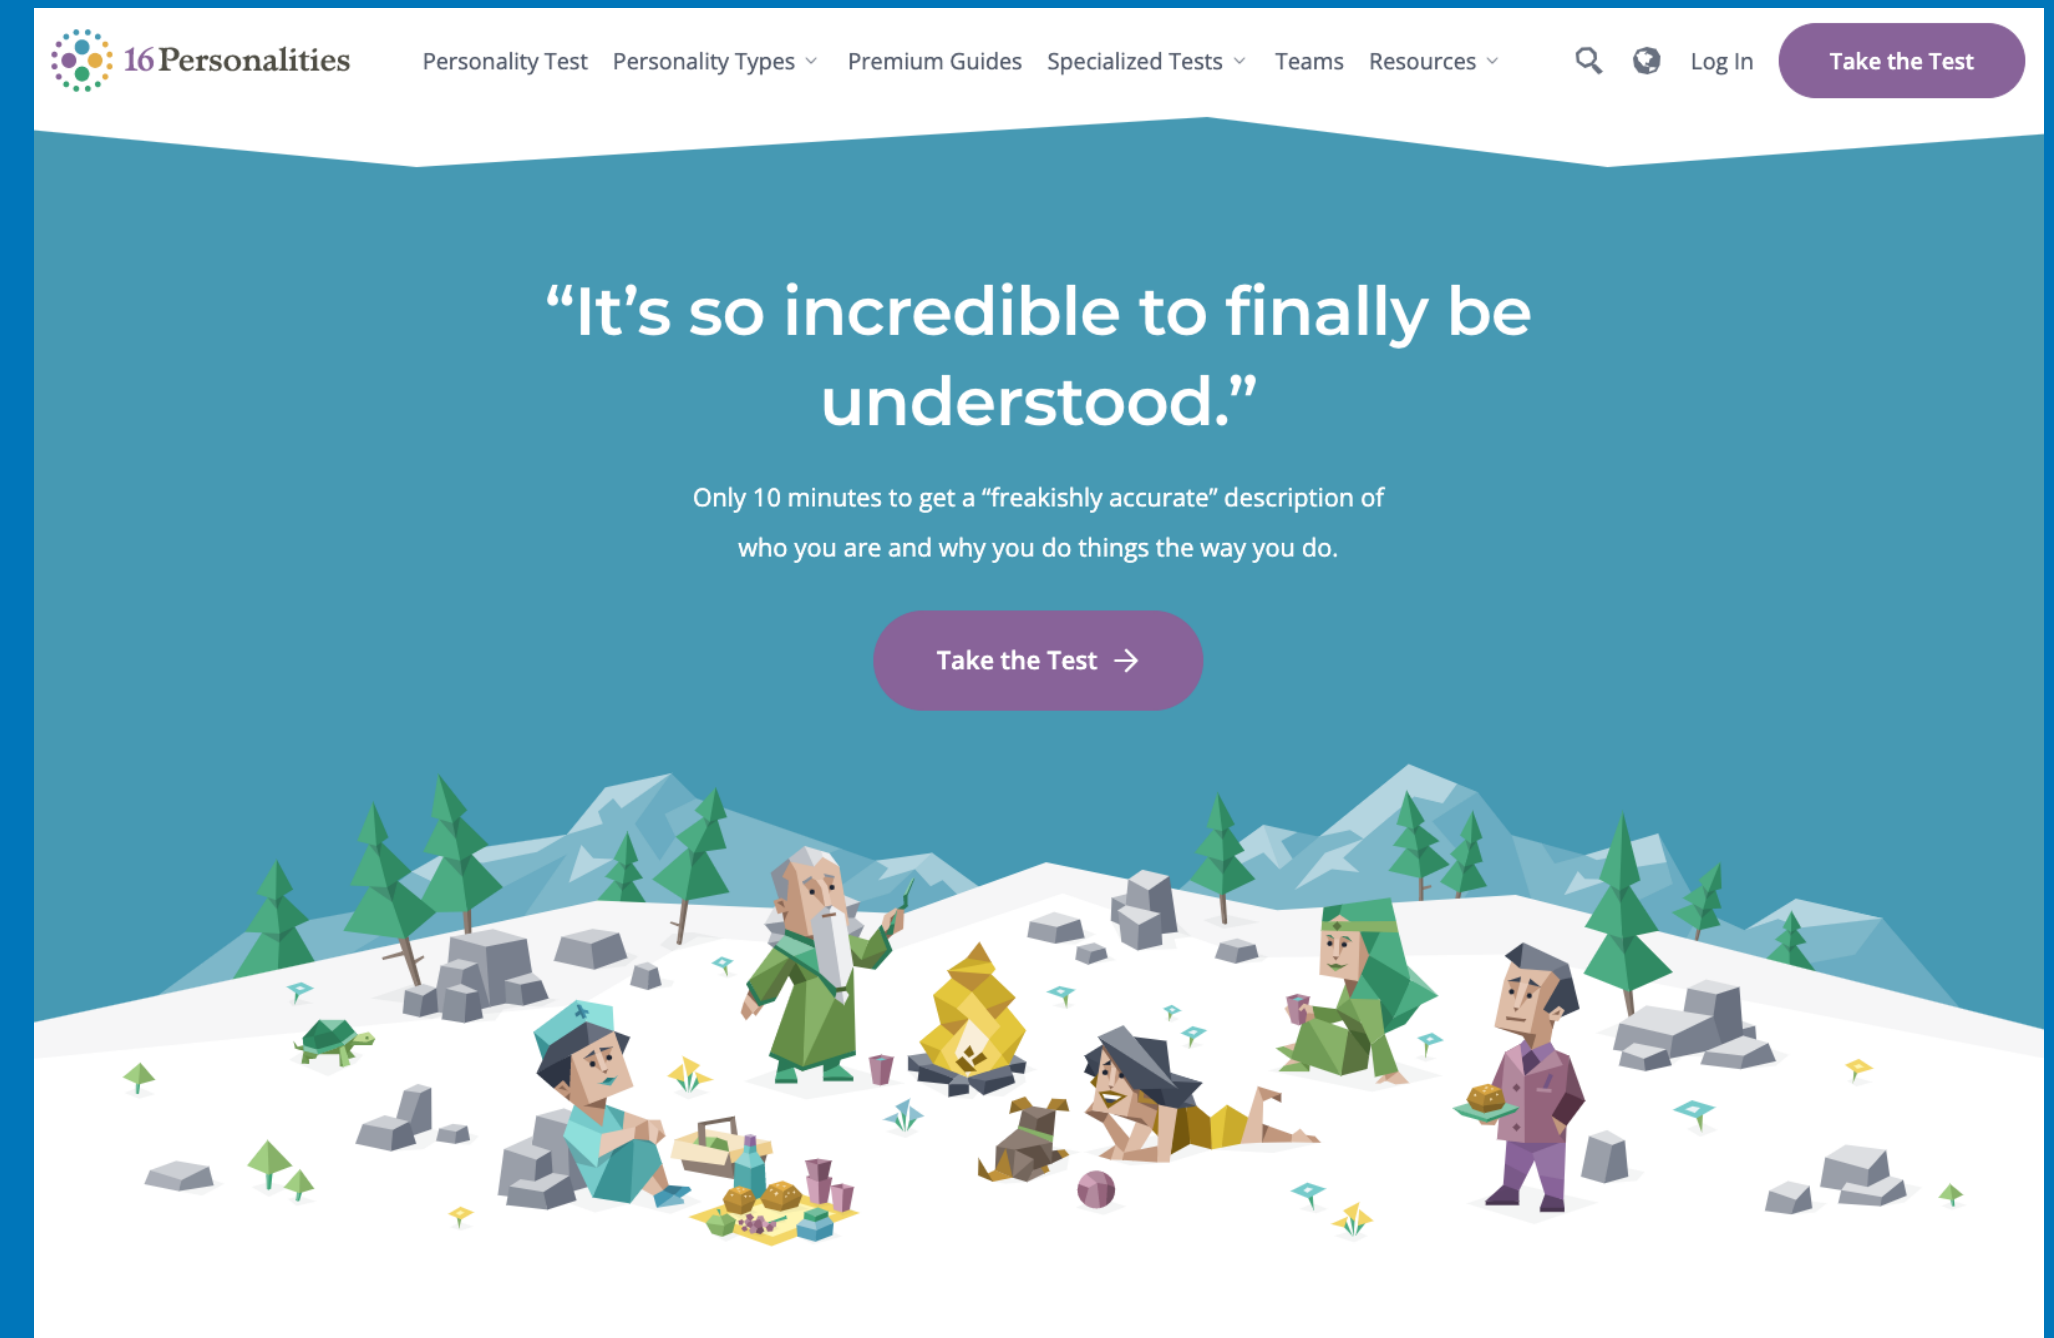 16Personalities
Personality Test
Personality Types
Premium Guides
Specialized Tests
Teams
Resources
Log In
Take the Test
“It’s so incredible to finally be
understood.”
Only 10 minutes to get a “freakishly accurate” description of
who you are and why you do things the way you do.
Take the Test →